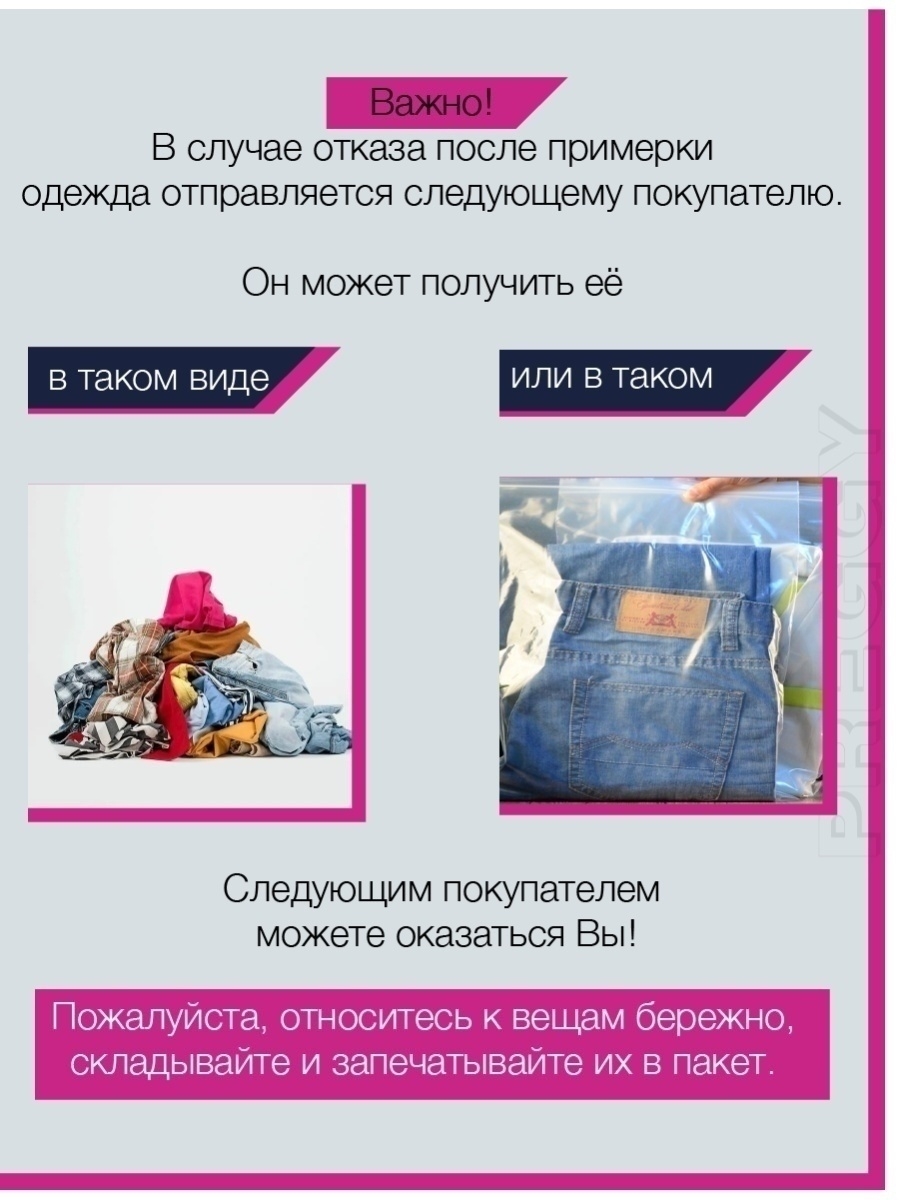 Важно!
В случае отказа после примерки
одежда отправляется следующему покупателю.
Он может получить её
в таком виде
или в таком
PREGGY
Следующим покупателем
можете оказаться Вы!
Пожалуйста, относитесь к вещам бережно,
складывайте и запечатывайте их в пакет.